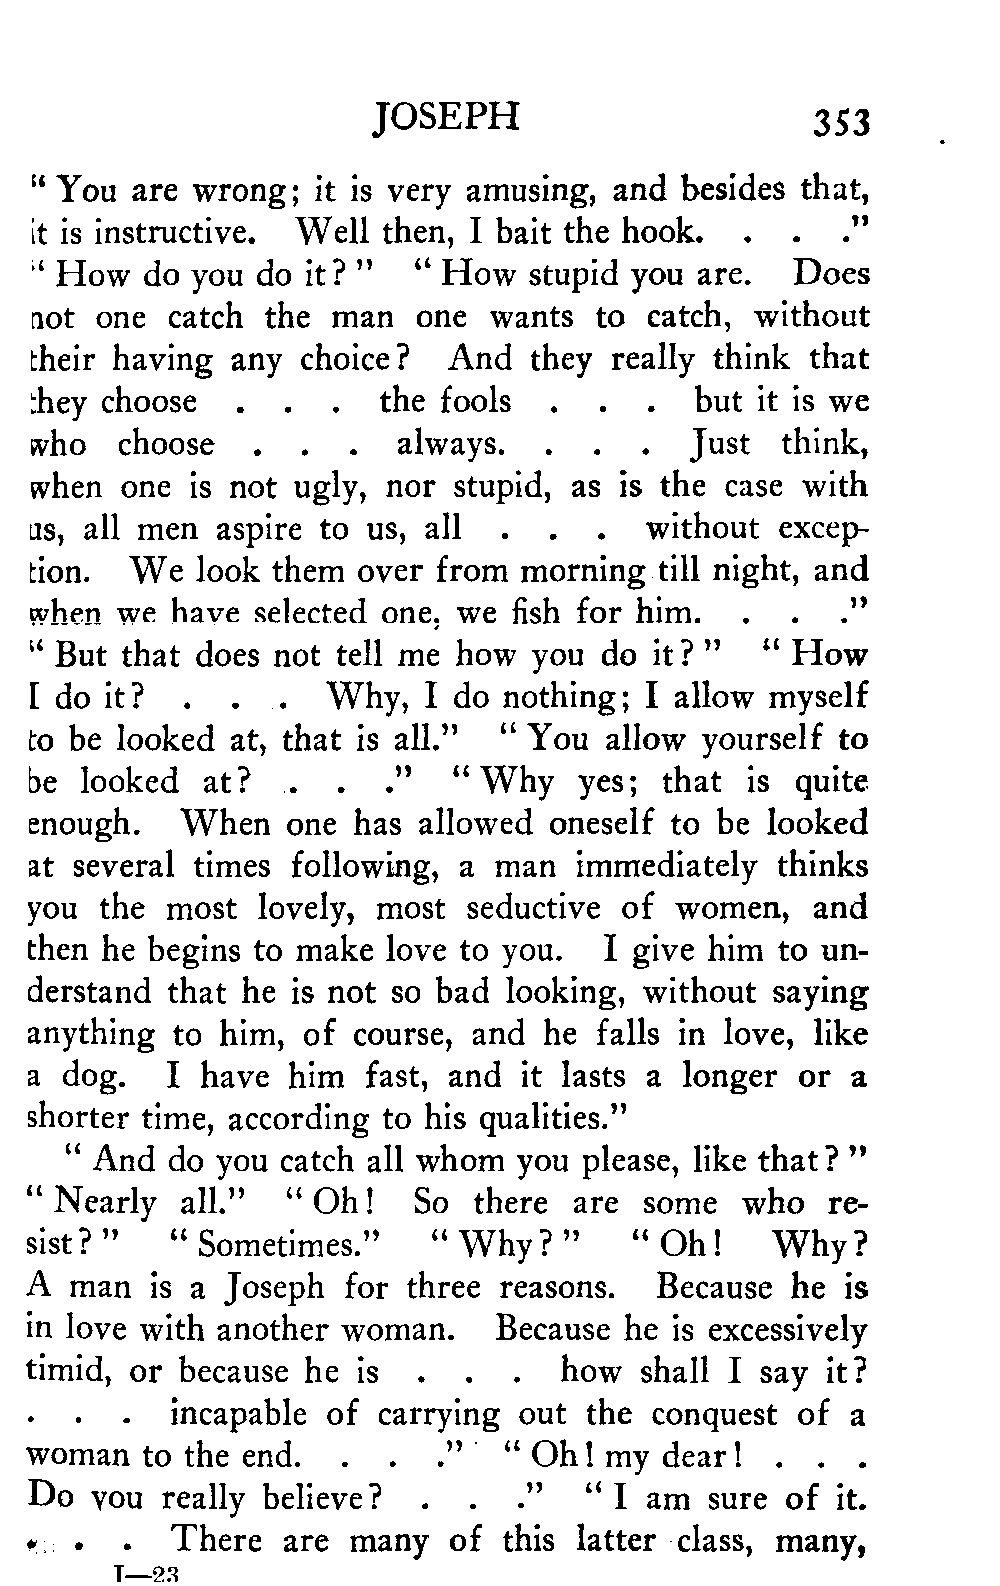 JOSEPH 353
" You are wrong; it is very amusing, and besides that,
it is instructive. Well then, I bait the hook. . . ."
" How do you do it? " " How stupid you are. Does
not one catch the man one wants to catch, without
their having any choice? And they really think that
they choose . . . the fools . . . but it is we
who choose . . . always. . . . Just think,
when one is not ugly, nor stupid, as is the case with
us, all men aspire to us, all . . . without excep-
tion. We look them over from morning till night, and
when we have selected one, we fish for him. . . ."
" But that does not tell me how you do it? " " How
I do it? . . . Why, I do nothing; I allow myself
to be looked at, that is all." " You allow yourself to
be looked at? . . ." " Why yes; that is quite
enough. When one has allowed oneself to be looked
at several times following, a man immediately thinks
you the most lovely, most seductive of women, and
then he begins to make love to you. I give him to un-
derstand that he is not so bad looking, without saying
anything to him, of course, and he falls in love, like
a dog. I have him fast, and it lasts a longer or a
shorter time, according to his qualities."
" And do you catch all whom you please, like that? "
" Nearly all." " Oh! So there are some who re-
sist? " " Sometimes." " Why? " " Oh! Why?
A man is a Joseph for three reasons. Because he is
in love with another woman. Because he is excessively
timid, or because he is . . . how shall I say it?
. . . incapable of carrying out the conquest of a
woman to the end. . . ." " Oh! my dear! . . .
Do you really believe? . . ." " I am sure of it.
. . . There are many of this latter class, many,
I—23